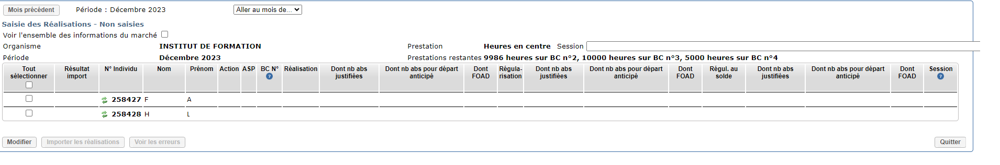 Mois précédent Période : Décembre 2023 Aller au mois de...
Saisie des Réalisations - Non saisies
Voir l'ensemble des informations du marché
Organisme INSTITUT DE FORMATION Prestation Heures en centre Session
Période Décembre 2023 Prestations restantes 9986 heures sur BC n°2, 10000 heures sur BC n°3, 5000 heures sur BC n°4
Tout Résultat N° Individu Nom Prénom Action ASP BC N° Réalisation Dont nb abs Dont nb abs pour départ Dont Régula- Dont nb abs Dont nb abs pour départ Dont Régul. au Dont nb abs Dont nb abs pour départ Dont Session
sélectionner import ? justifiées anticipé FOAD risation justifiées anticipé FOAD solde justifiées anticipé FOAD ?
258427 F A
258428 H L
Modifier Importer les réalisations Voir les erreurs Quitter